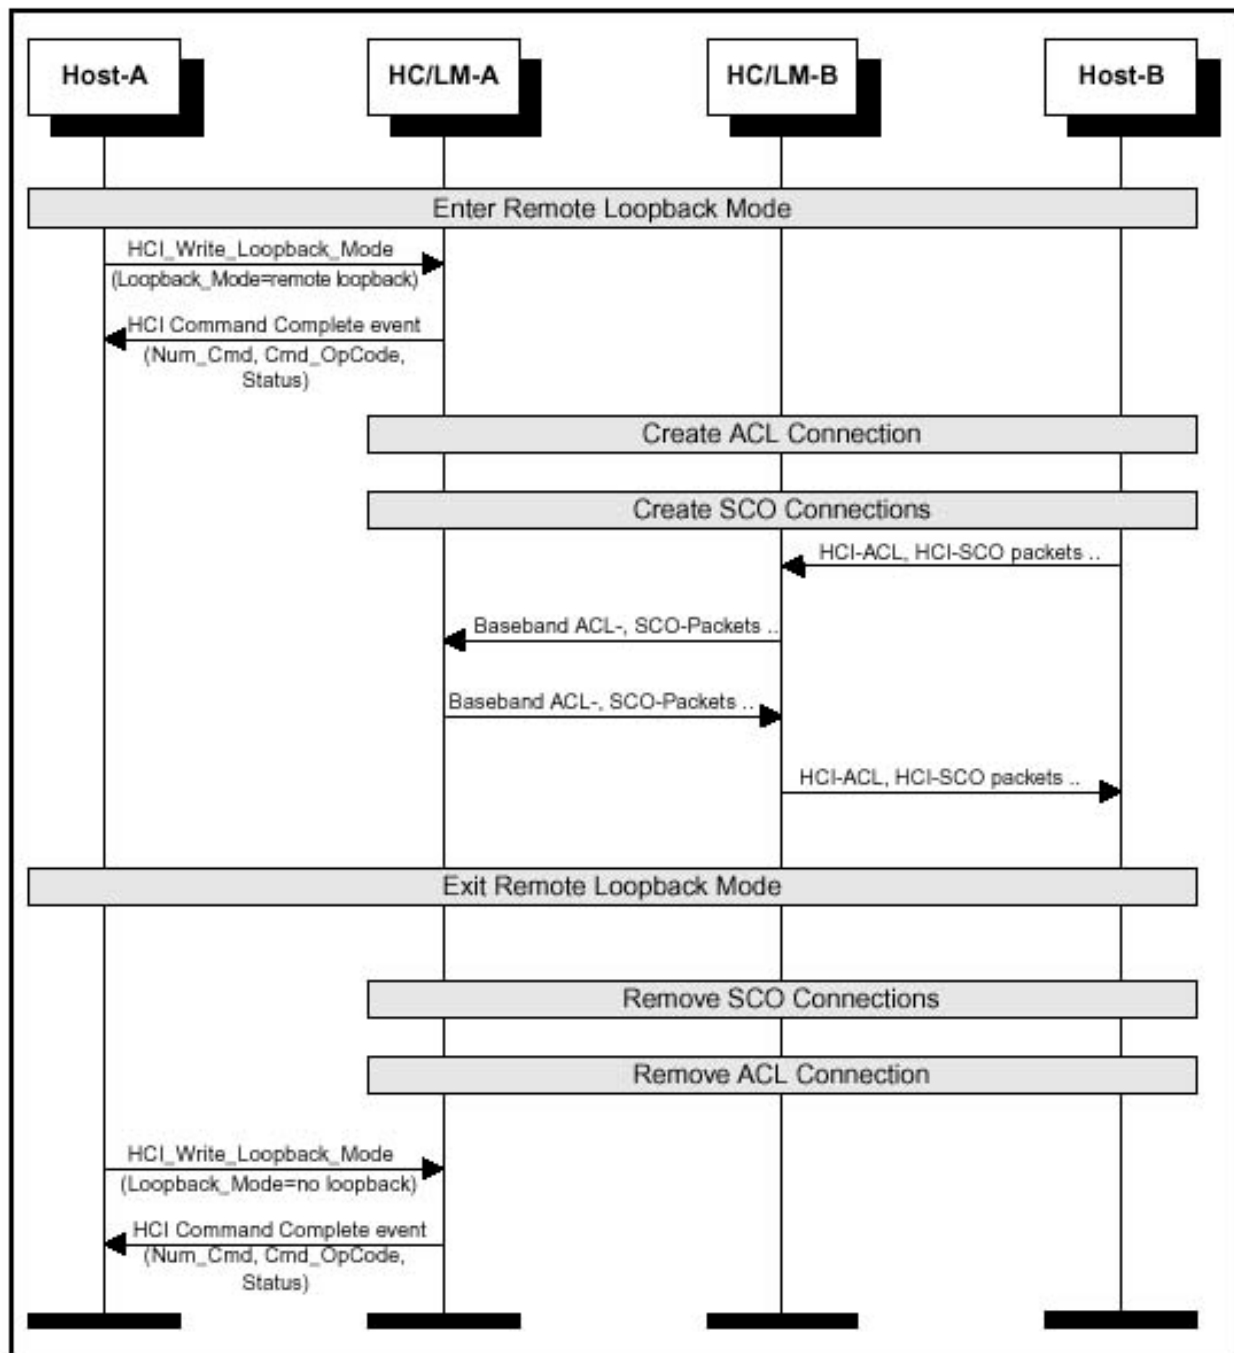 Host-A
HC/LM-A
HC/LM-B
Host-B
Enter Remote Loopback Mode
HCI_Write_Loopback_Mode
(Loopback_Mode=remote loopback)
HCI Command Complete event
(Num_Cmd, Cmd_OpCode,
Status)
Create ACL Connection
Create SCO Connections
HCI-ACL, HCI-SCO packets ..
Baseband ACL-, SCO-Packets ..
Baseband ACL-, SCO-Packets ..
HCI-ACL, HCI-SCO packets ..
Exit Remote Loopback Mode
Remove SCO Connections
Remove ACL Connection
HCI_Write_Loopback_Mode
(Loopback_Mode=no loopback)
HCI Command Complete event
(Num_Cmd, Cmd_OpCode,
Status)